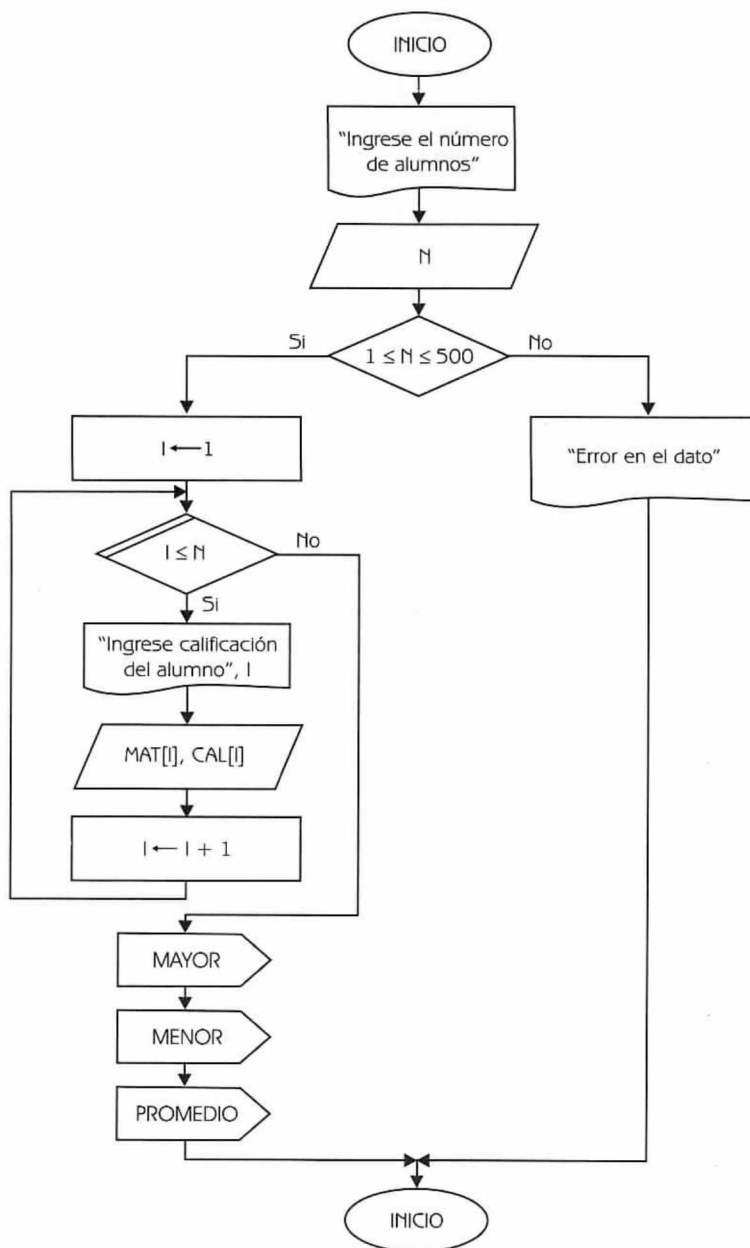 INICIO
"Ingrese el número
de alumnos"
N
1 ≤ N ≤ 500
Si
No
I ← 1
"Error en el dato"
I ≤ N
No
Si
"Ingrese calificación
del alumno", I
MAT[I], CAL[I]
I ← I + 1
MAYOR
MENOR
PROMEDIO
INICIO